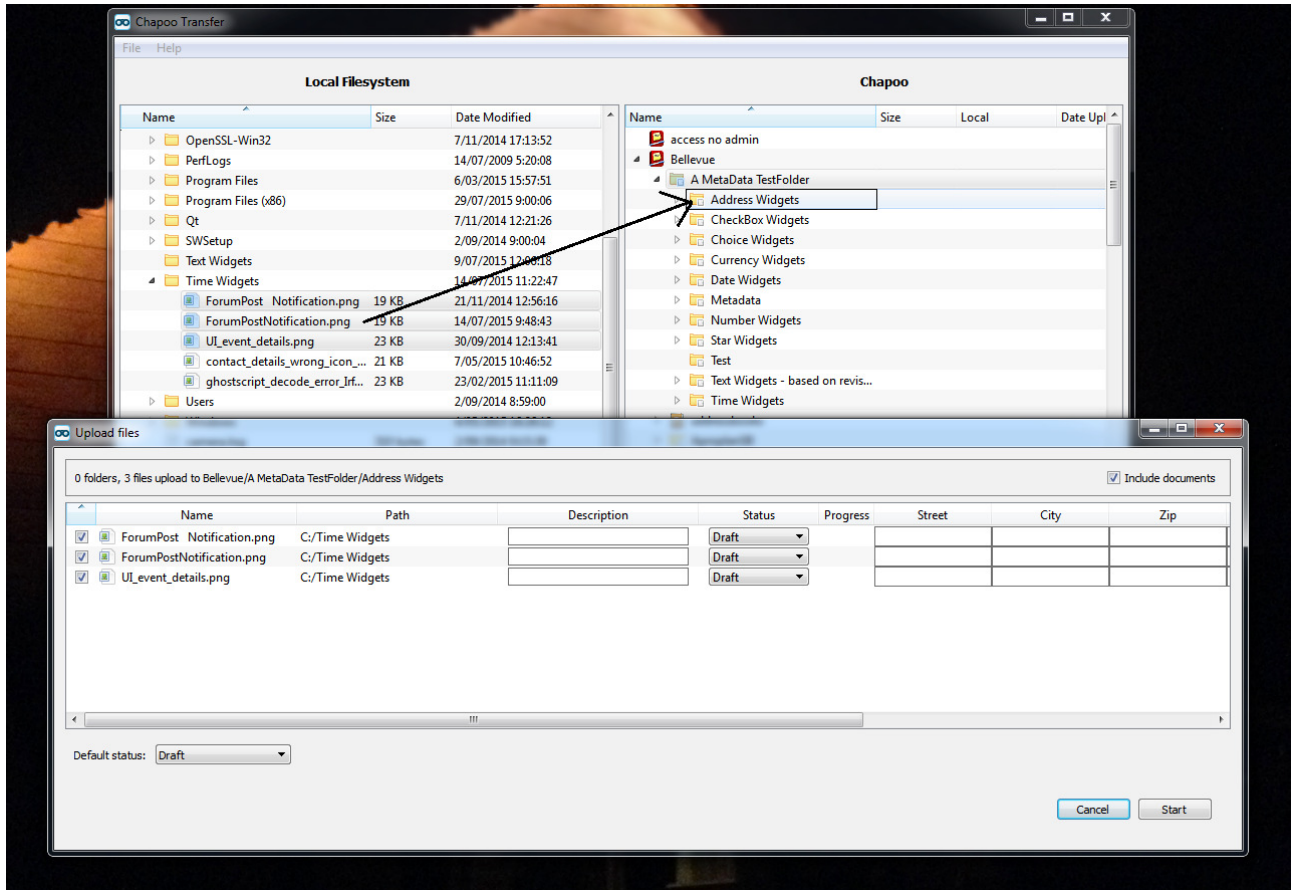 Chapoo Transfer
File Help
Local Filesystem
Chapoo
Name Size Date Modified
OpenSSL-Win32 7/11/2014 17:13:52
PerfLogs 14/07/2009 5:20:08
Program Files 6/03/2015 15:57:51
Program Files (x86) 29/07/2015 9:00:06
Qt 7/11/2014 12:21:26
SWSetup 2/09/2014 9:00:04
Text Widgets 9/07/2015 12:06:18
Time Widgets 14/07/2015 11:22:47
ForumPost Notification.png 19 KB 21/11/2014 12:56:16
ForumPostNotification.png 19 KB 14/07/2015 9:48:43
UI_event_details.png 23 KB 30/09/2014 12:13:41
contact_details_wrong_icon_... 21 KB 7/05/2015 10:46:52
ghostscript_decode_error_Irf... 23 KB 23/02/2015 11:11:09
Users 2/09/2014 8:59:00
Name Size Local Date Upl
access no admin
Bellevue
A MetaData TestFolder
Address Widgets
CheckBox Widgets
Choice Widgets
Currency Widgets
Date Widgets
Metadata
Number Widgets
Star Widgets
Test
Text Widgets - based on revis...
Time Widgets
Upload files
0 folders, 3 files upload to Bellevue/A MetaData TestFolder/Address Widgets
Include documents
Name Path Description Status Progress Street City Zip
ForumPost Notification.png C:/Time Widgets Draft
ForumPostNotification.png C:/Time Widgets Draft
UI_event_details.png C:/Time Widgets Draft
Default status: Draft
Cancel Start